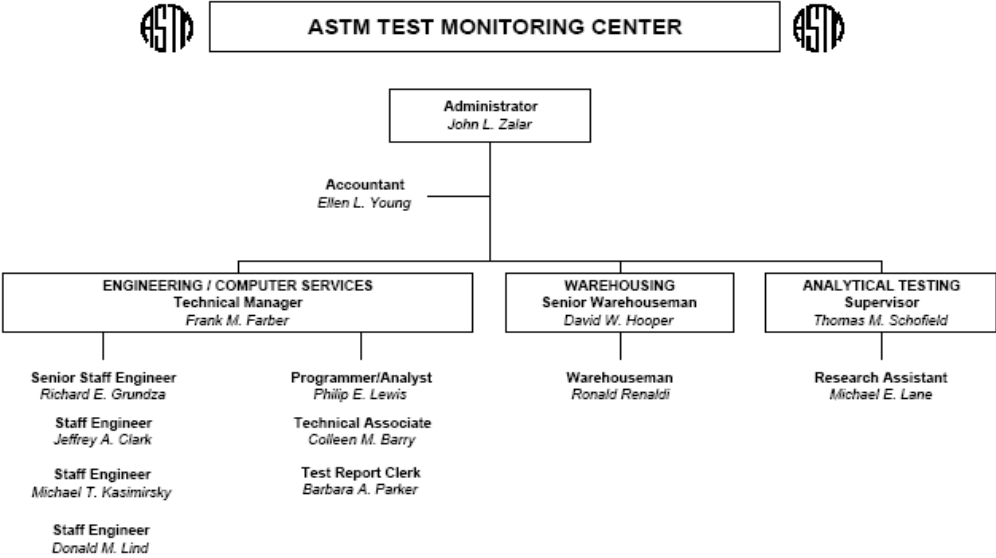 ASTM
ASTM TEST MONITORING CENTER
ASTM
Administrator
John L. Zalar
Accountant
Ellen L. Young
ENGINEERING / COMPUTER SERVICES
Technical Manager
Frank M. Farber
WAREHOUSING
Senior Warehouseman
David W. Hooper
ANALYTICAL TESTING
Supervisor
Thomas M. Schofield
Senior Staff Engineer
Richard E. Grundza
Staff Engineer
Jeffrey A. Clark
Staff Engineer
Michael T. Kasimirsky
Staff Engineer
Donald M. Lind
Programmer/Analyst
Philip E. Lewis
Technical Associate
Colleen M. Barry
Test Report Clerk
Barbara A. Parker
Warehouseman
Ronald Renaldi
Research Assistant
Michael E. Lane